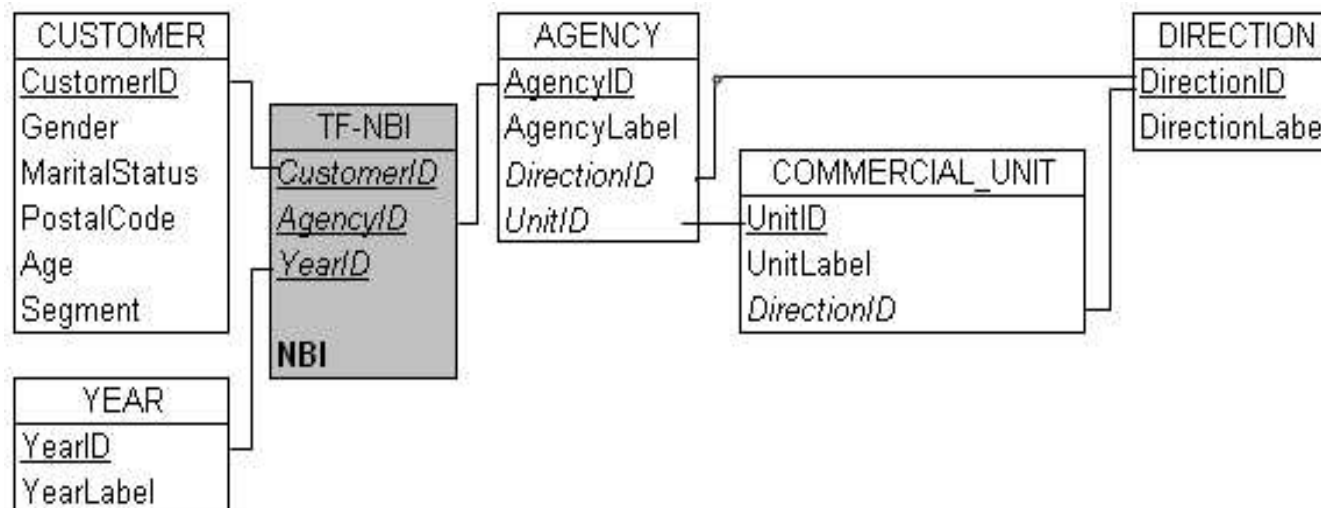 CUSTOMER
CustomerID
Gender
MaritalStatus
PostalCode
Age
Segment
TF-NBI
CustomerID
AgencyID
YearID
NBI
YEAR
YearID
YearLabel
AGENCY
AgencyID
AgencyLabel
DirectionID
UnitID
COMMERCIAL_UNIT
UnitID
UnitLabel
DirectionID
DIRECTION
DirectionID
DirectionLabe